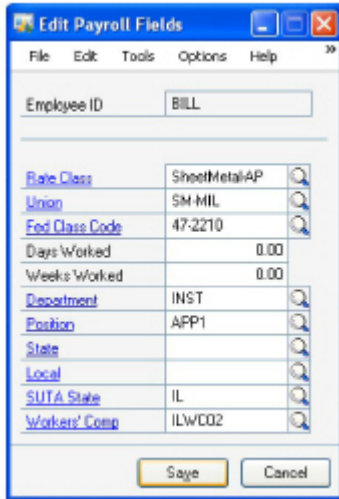 Edit Payroll Fields
File Edit Tools Options Help »
Employee ID BILL
Rate Class SheetMetal-AP
Union SM-MIL
Fed Class Code 47-2210
Days Worked 0.00
Weeks Worked 0.00
Department INST
Position APP1
State
Local
SUTA State IL
Workers' Comp ILWC02
Save Cancel